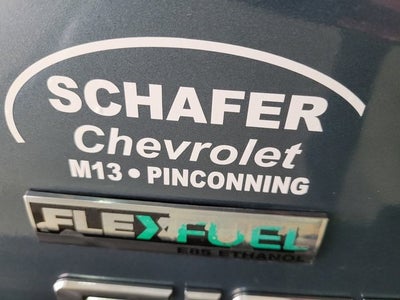 SCHAFER
Chevrolet
M13 • PINCONNING
FLEXFUEL
E85 ETHANOL